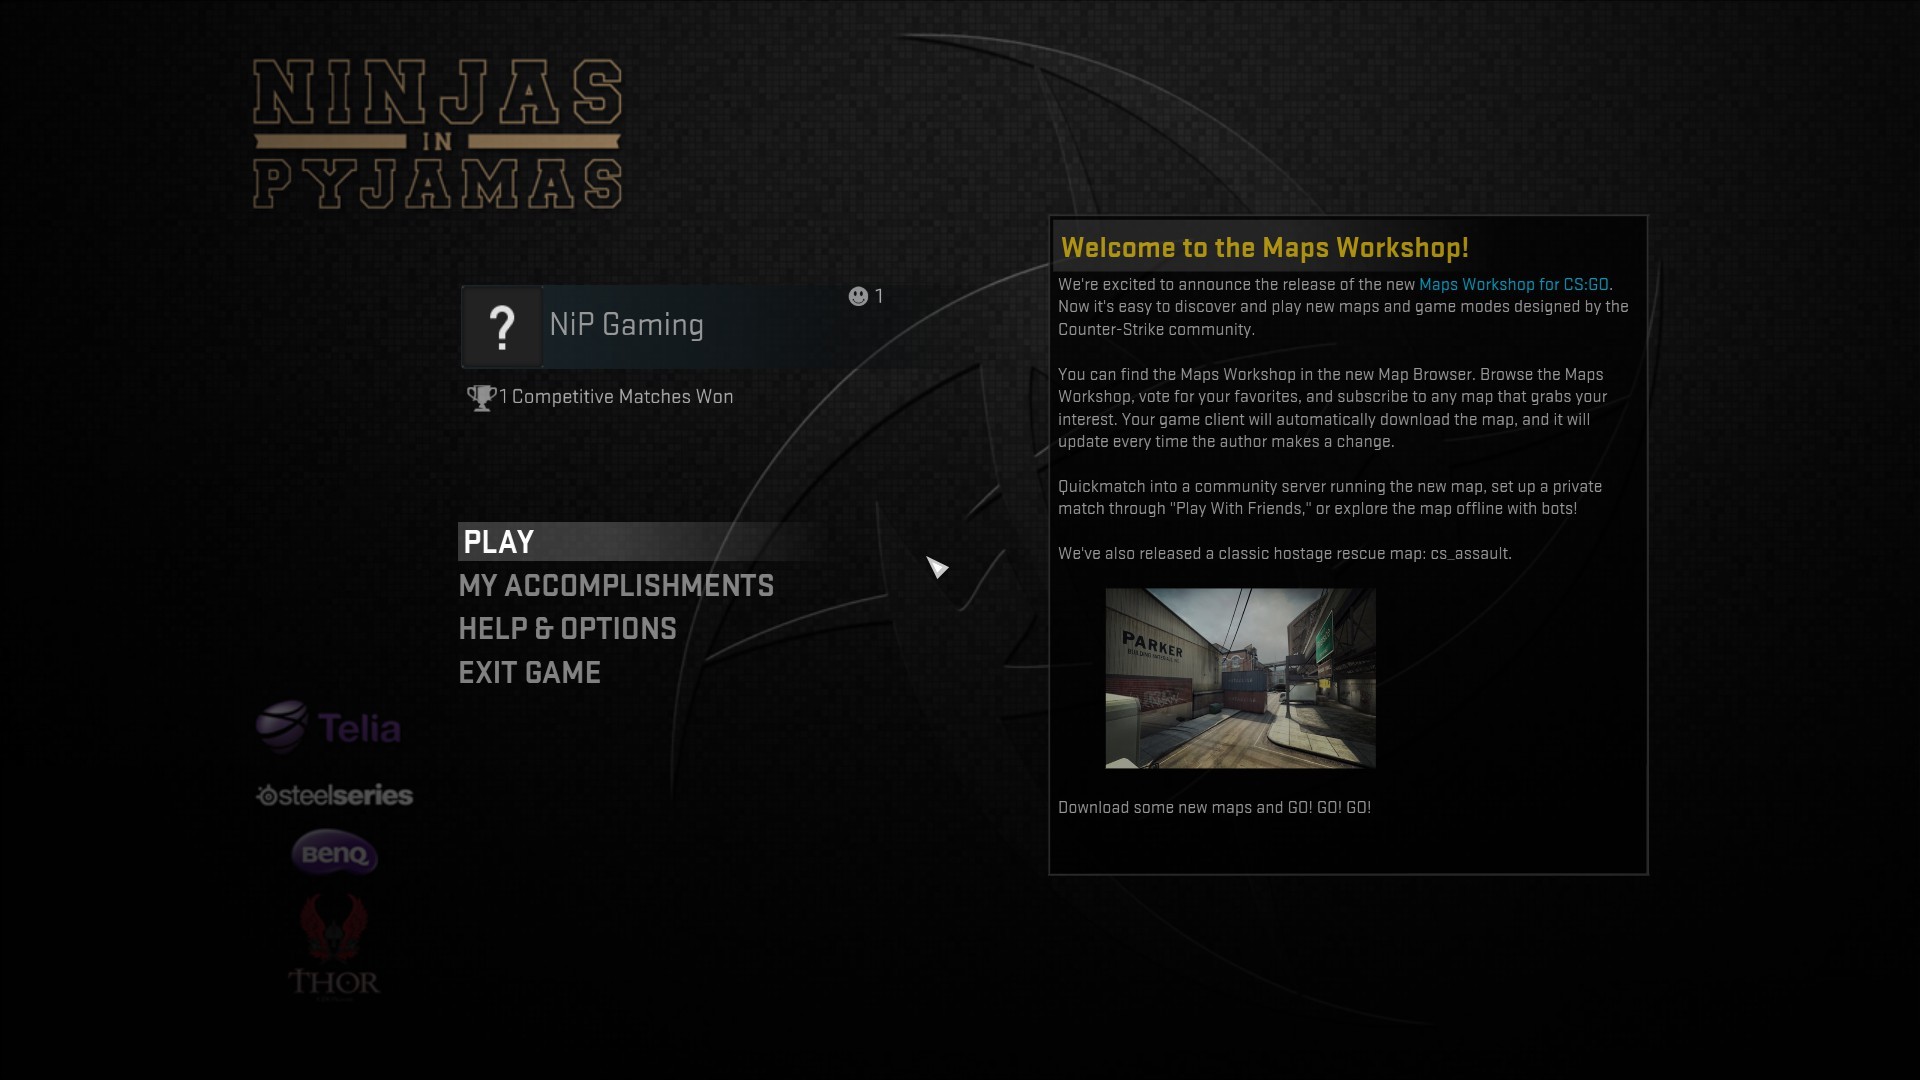 NINJAS
IN
PYJAMAS
NiP Gaming
1
1 Competitive Matches Won
PLAY
MY ACCOMPLISHMENTS
HELP & OPTIONS
EXIT GAME
Telia
steelseries
BenQ
THOR
Welcome to the Maps Workshop!
We're excited to announce the release of the new Maps Workshop for CS:GO.
Now it's easy to discover and play new maps and game modes designed by the
Counter-Strike community.
You can find the Maps Workshop in the new Map Browser. Browse the Maps
Workshop, vote for your favorites, and subscribe to any map that grabs your
interest. Your game client will automatically download the map, and it will
update every time the author makes a change.
Quickmatch into a community server running the new map, set up a private
match through "Play With Friends," or explore the map offline with bots!
We've also released a classic hostage rescue map: cs_assault.
PARKER
Download some new maps and GO! GO! GO!